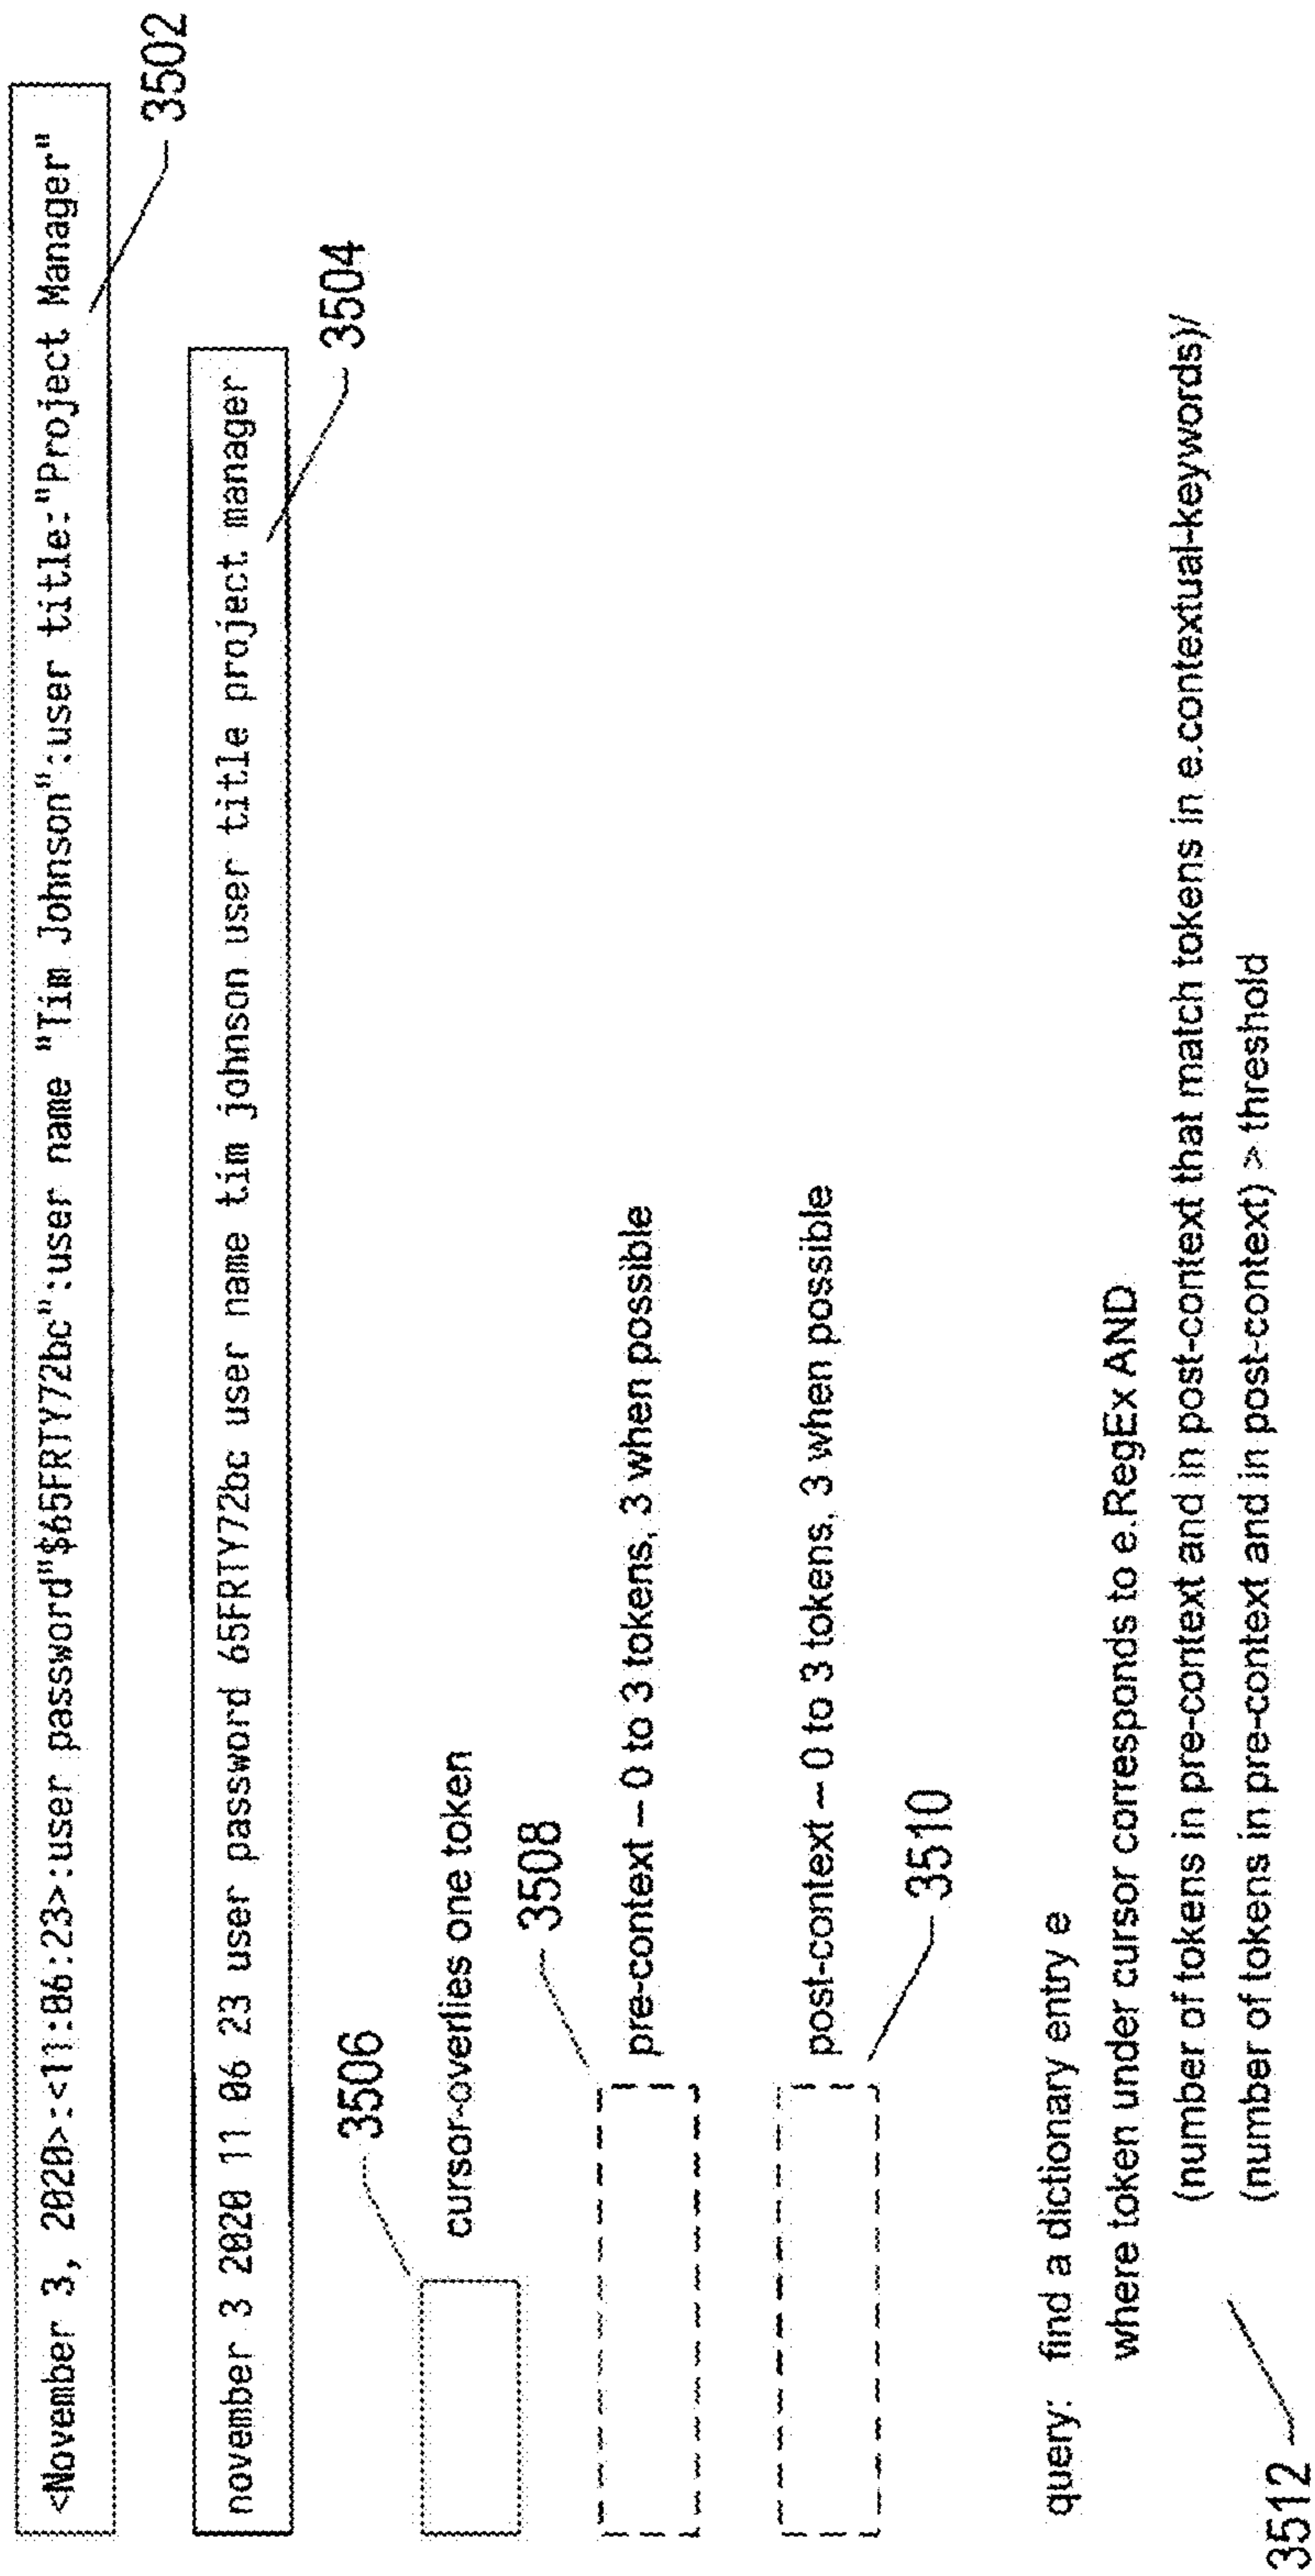 <November 3, 2020>:<11:06:23>:user password"$65FRTY72bc":user name "Tim Johnson":user title:"Project Manager"
3502
november 3 2020 11 06 23 user password 65FRTY72bc user name tim johnson user title project manager
3504
3506
cursor-overlies one token
3508
pre-context – 0 to 3 tokens, 3 when possible
post-context – 0 to 3 tokens, 3 when possible
3510
query: find a dictionary entry e
where token under cursor corresponds to e.RegEx AND
(number of tokens in pre-context and in post-context that match tokens in e.contextual-keywords)/
(number of tokens in pre-context and in post-context) > threshold
3512